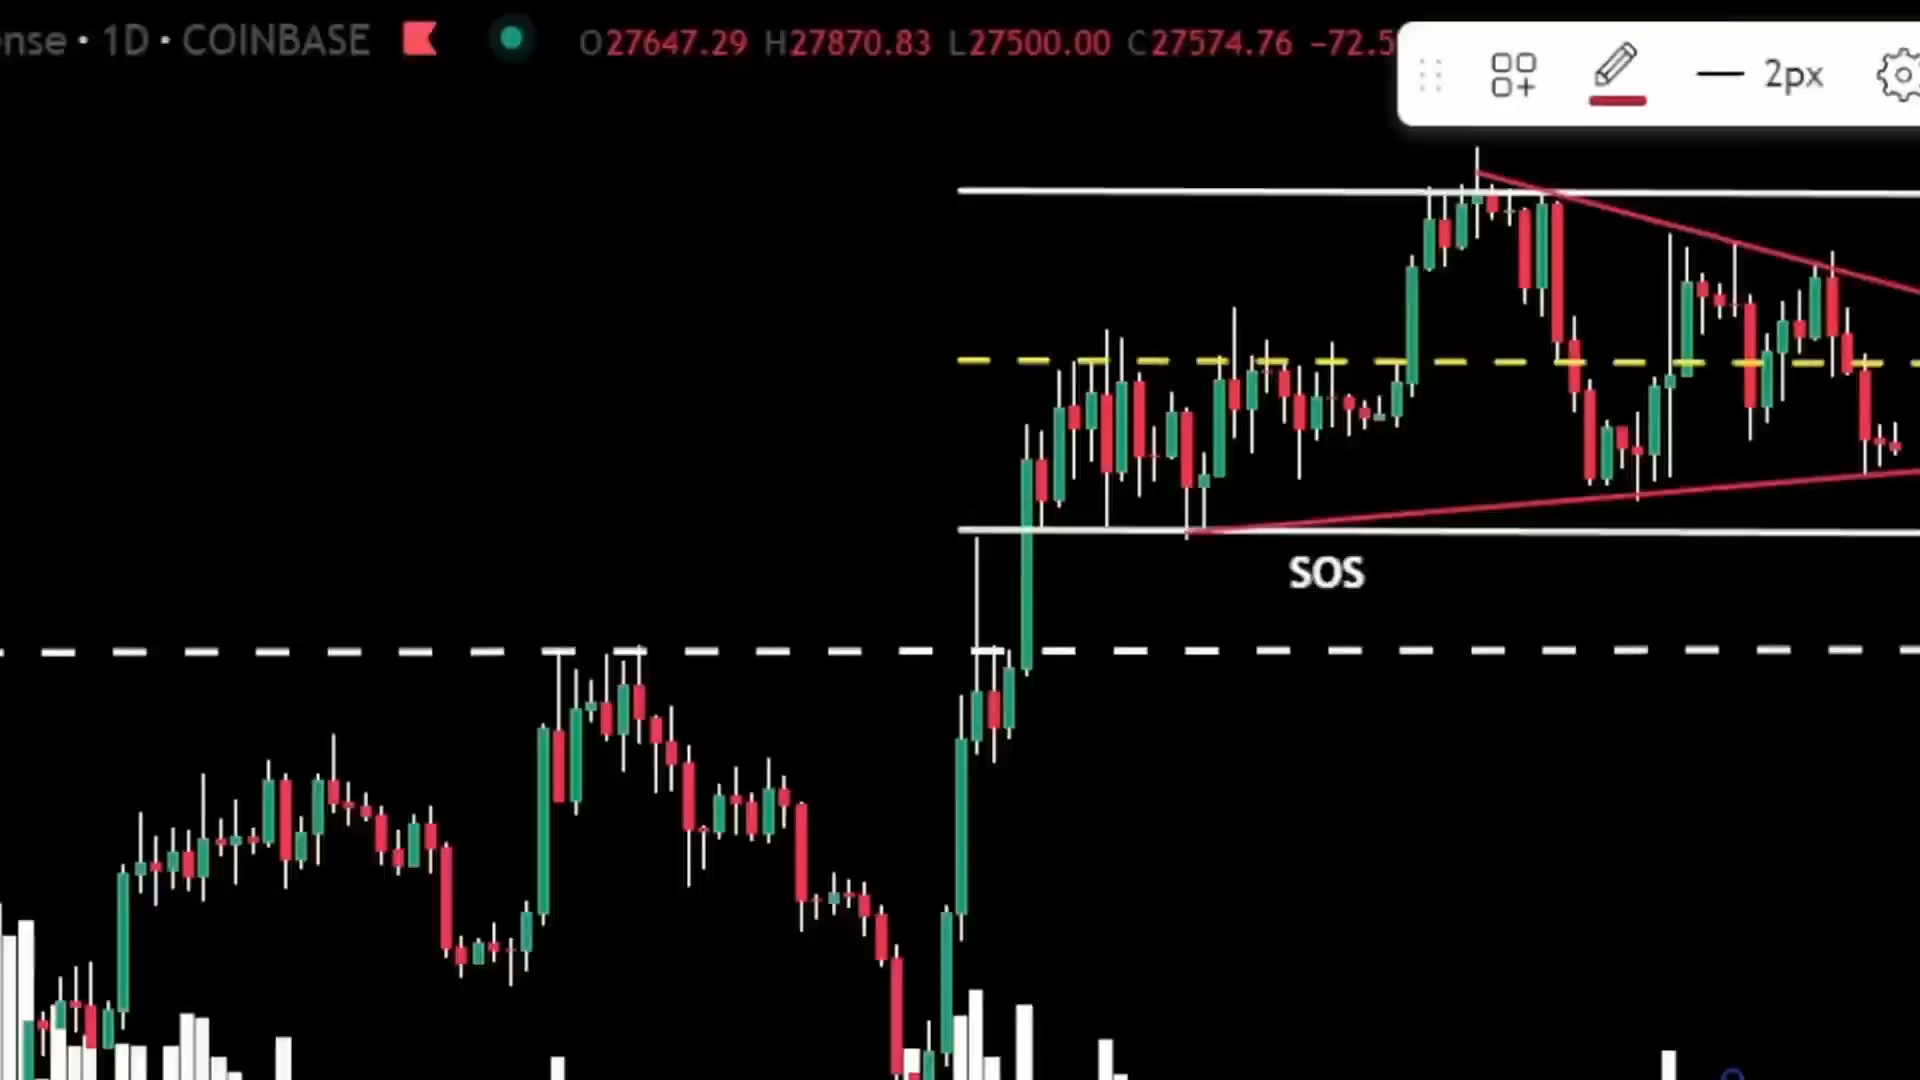 nse · 1D · COINBASE O27647.29 H27870.83 L27500.00 C27574.76 −72.5
2px
SOS